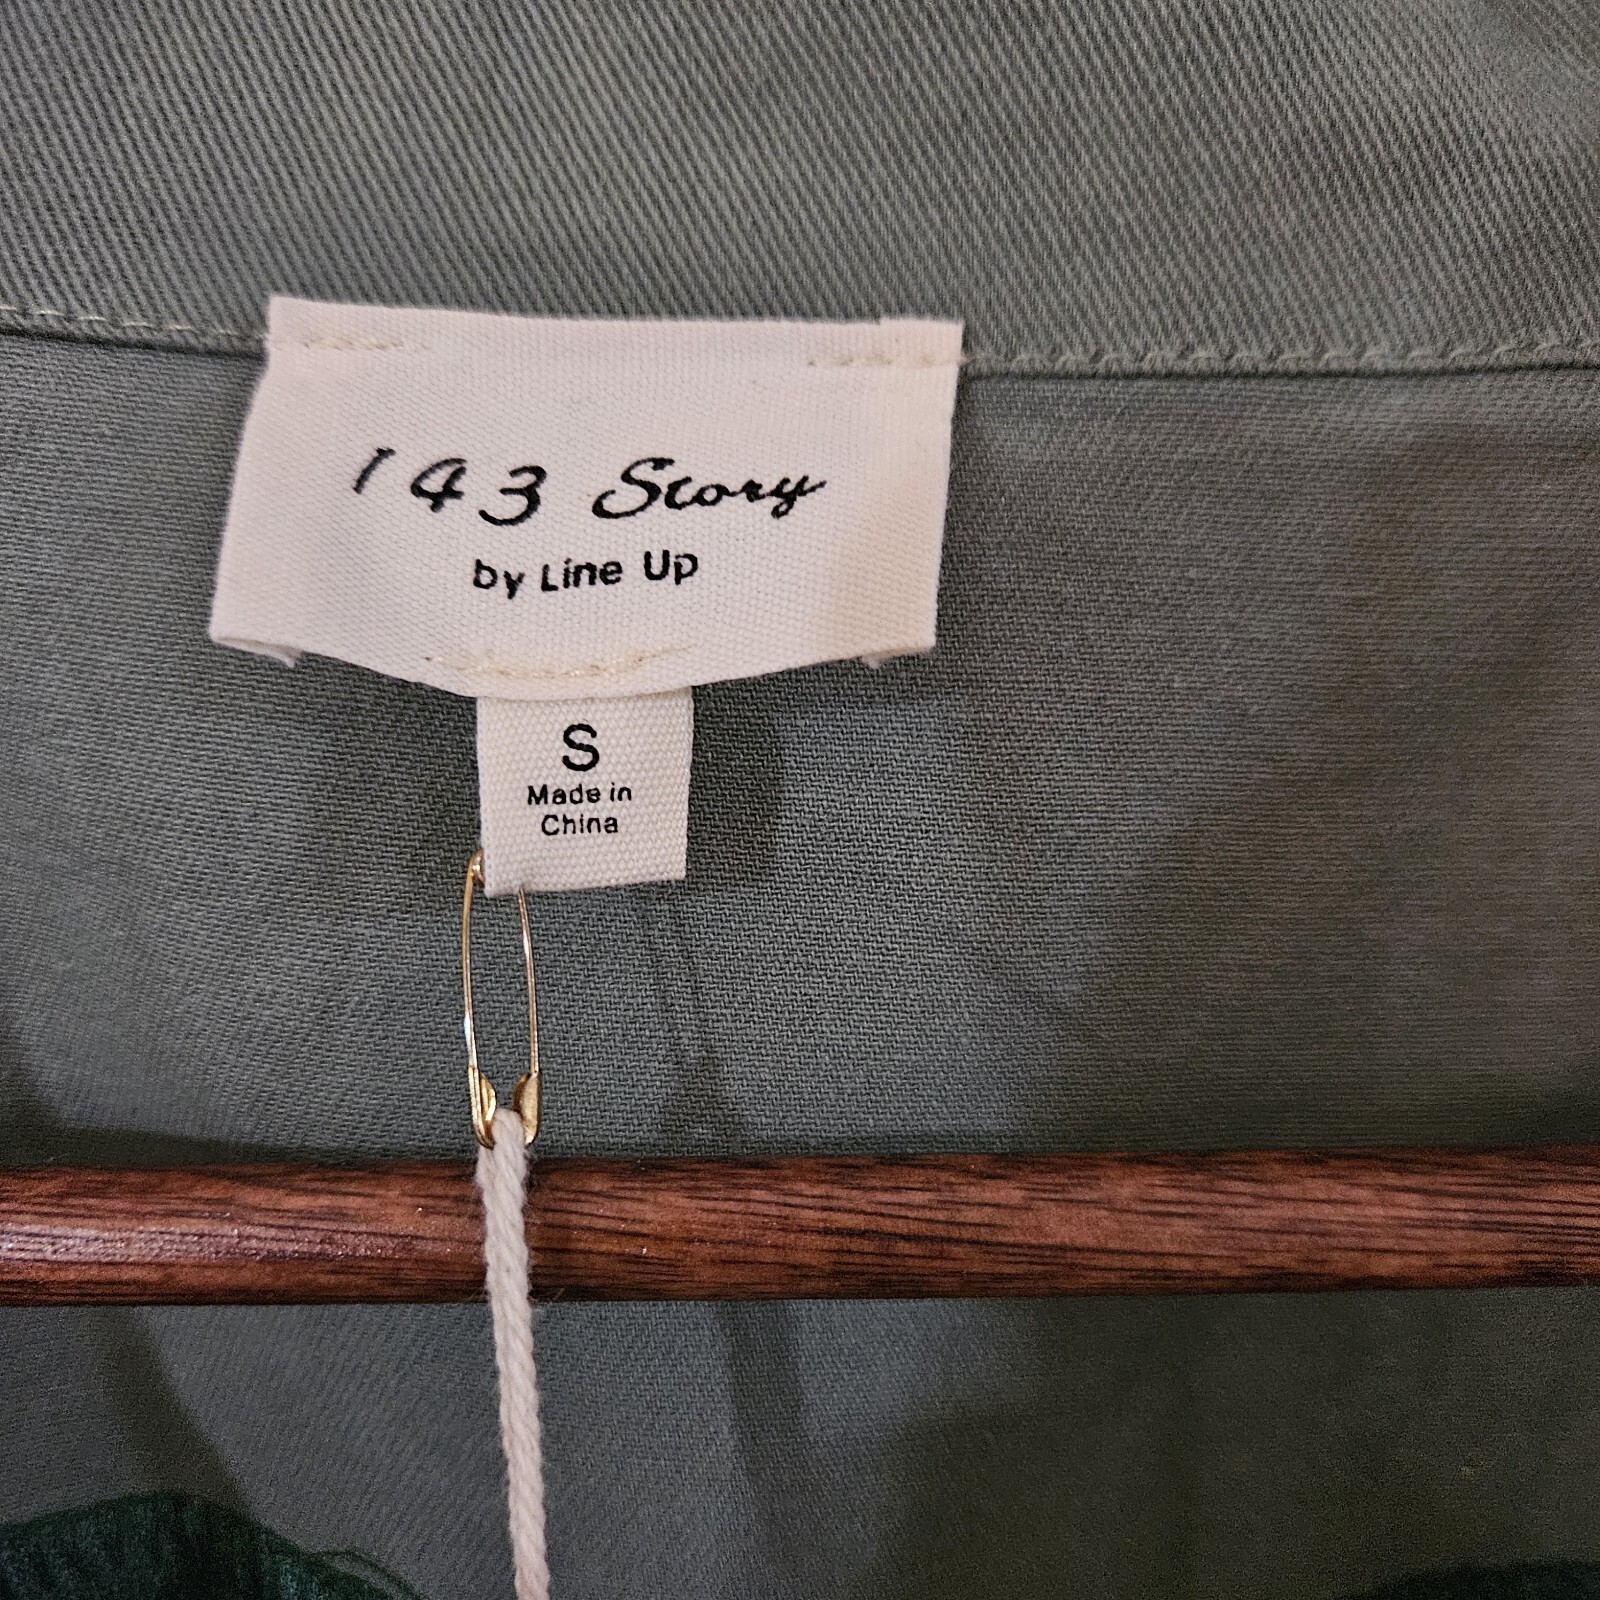 143 Story
by Line Up
S
Made in
China